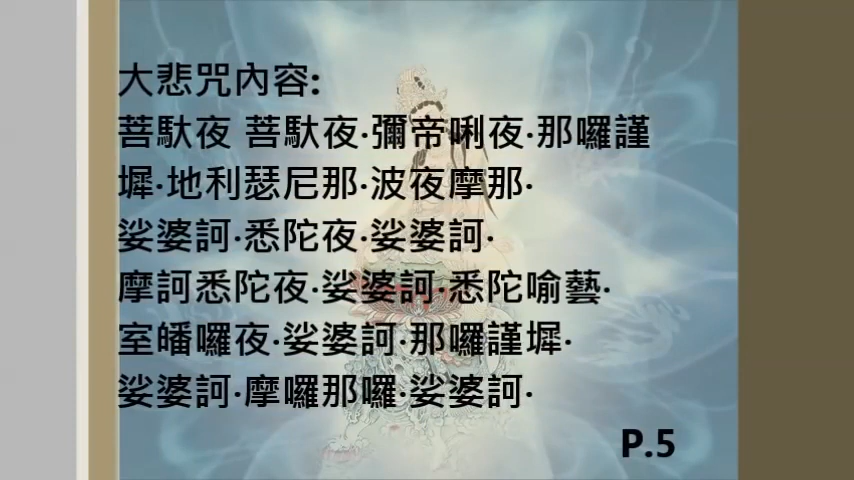 大悲咒內容:
菩馱夜 菩馱夜·彌帝唎夜·那囉謹
墀·地利瑟尼那·波夜摩那·
娑婆訶·悉陀夜·娑婆訶·
摩訶悉陀夜·娑婆訶·悉陀喻藝·
室皤囉夜·娑婆訶·那囉謹墀·
娑婆訶·摩囉那囉·娑婆訶·
P.5